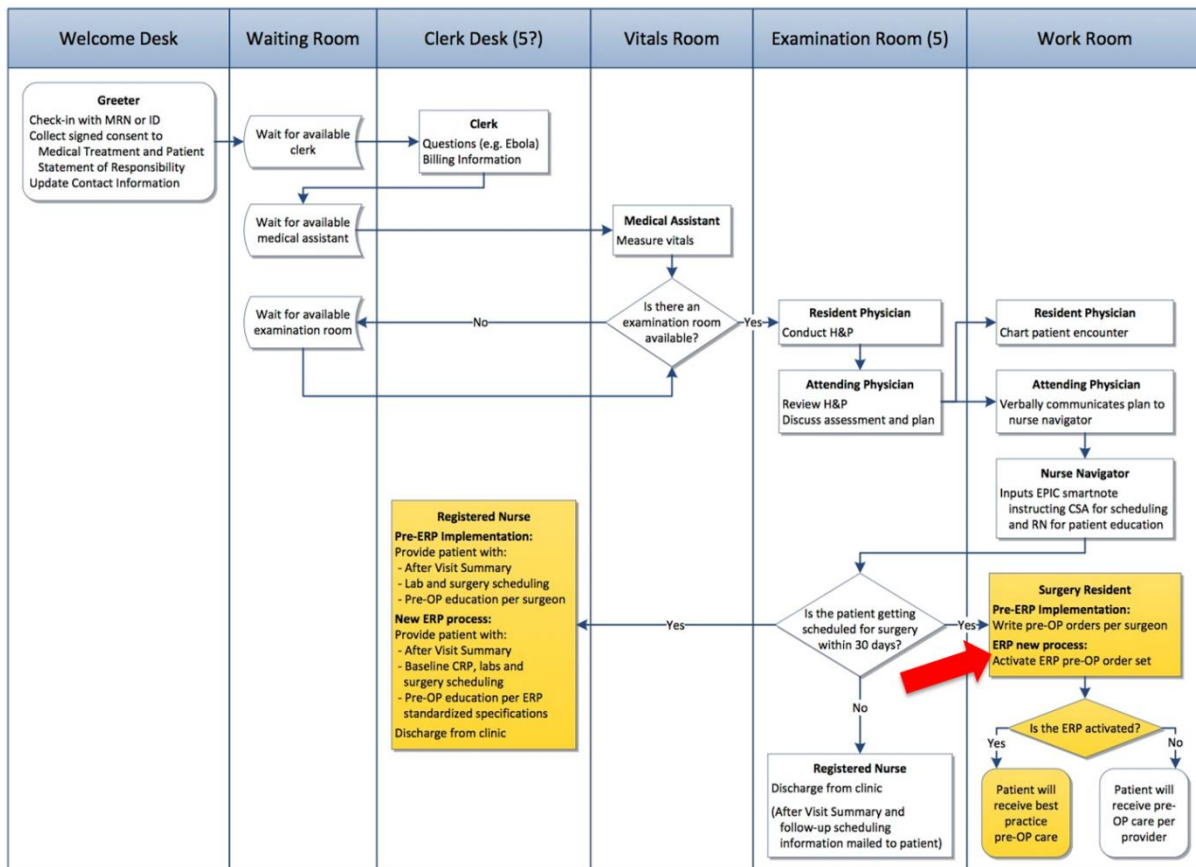 Welcome Desk
Waiting Room
Clerk Desk (5?)
Vitals Room
Examination Room (5)
Work Room
Greeter
Check-in with MRN or ID
Collect signed consent to
Medical Treatment and Patient
Statement of Responsibility
Update Contact Information
Wait for available
clerk
Clerk
Questions (e.g. Ebola)
Billing Information
Wait for available
medical assistant
Medical Assistant
Measure vitals
Wait for available
examination room
No
Is there an
examination room
available?
Yes
Resident Physician
Conduct H&P
Resident Physician
Chart patient encounter
Attending Physician
Review H&P
Discuss assessment and plan
Attending Physician
Verbally communicates plan to
nurse navigator
Nurse Navigator
Inputs EPIC smartnote
instructing CSA for scheduling
and RN for patient education
Registered Nurse
Pre-ERP Implementation:
Provide patient with:
- After Visit Summary
- Lab and surgery scheduling
- Pre-OP education per surgeon
New ERP process:
Provide patient with:
- After Visit Summary
- Baseline CRP, labs and
surgery scheduling
- Pre-OP education per ERP
standardized specifications
Discharge from clinic
Yes
Is the patient getting
scheduled for surgery
within 30 days?
Yes
Surgery Resident
Pre-ERP Implementation:
Write pre-OP orders per surgeon
ERP new process:
Activate ERP pre-OP order set
No
Is the ERP activated?
Yes
No
Registered Nurse
Discharge from clinic
(After Visit Summary and
follow-up scheduling
information mailed to patient)
Patient will
receive best
practice
pre-OP care
Patient will
receive pre-
OP care per
provider